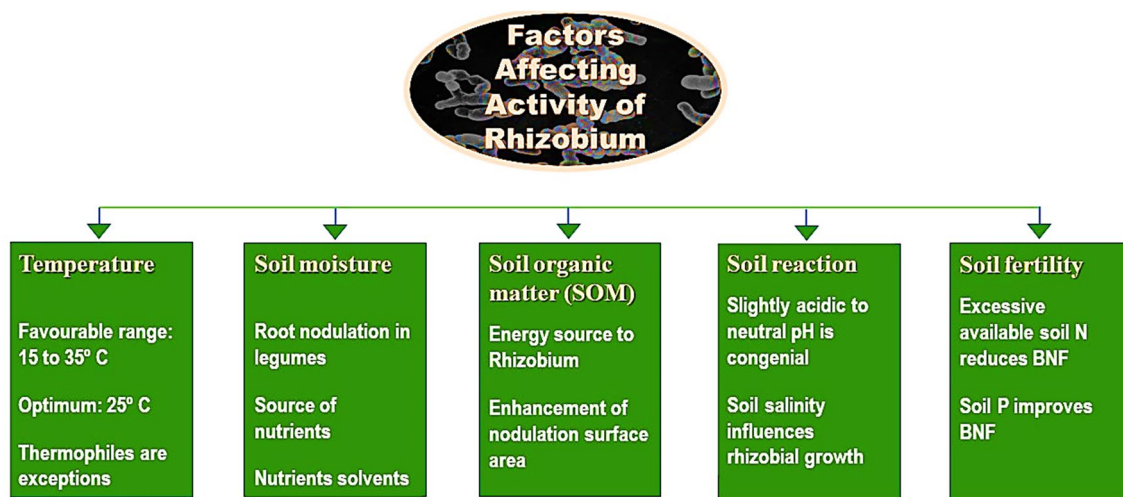 Factors
Affecting
Activity of
Rhizobium
Temperature
Favourable range:
15 to 35º C
Optimum: 25º C
Thermophiles are
exceptions
Soil moisture
Root nodulation in
legumes
Source of
nutrients
Nutrients solvents
Soil organic
matter (SOM)
Energy source to
Rhizobium
Enhancement of
nodulation surface
area
Soil reaction
Slightly acidic to
neutral pH is
congenial
Soil salinity
influences
rhizobial growth
Soil fertility
Excessive
available soil N
reduces BNF
Soil P improves
BNF